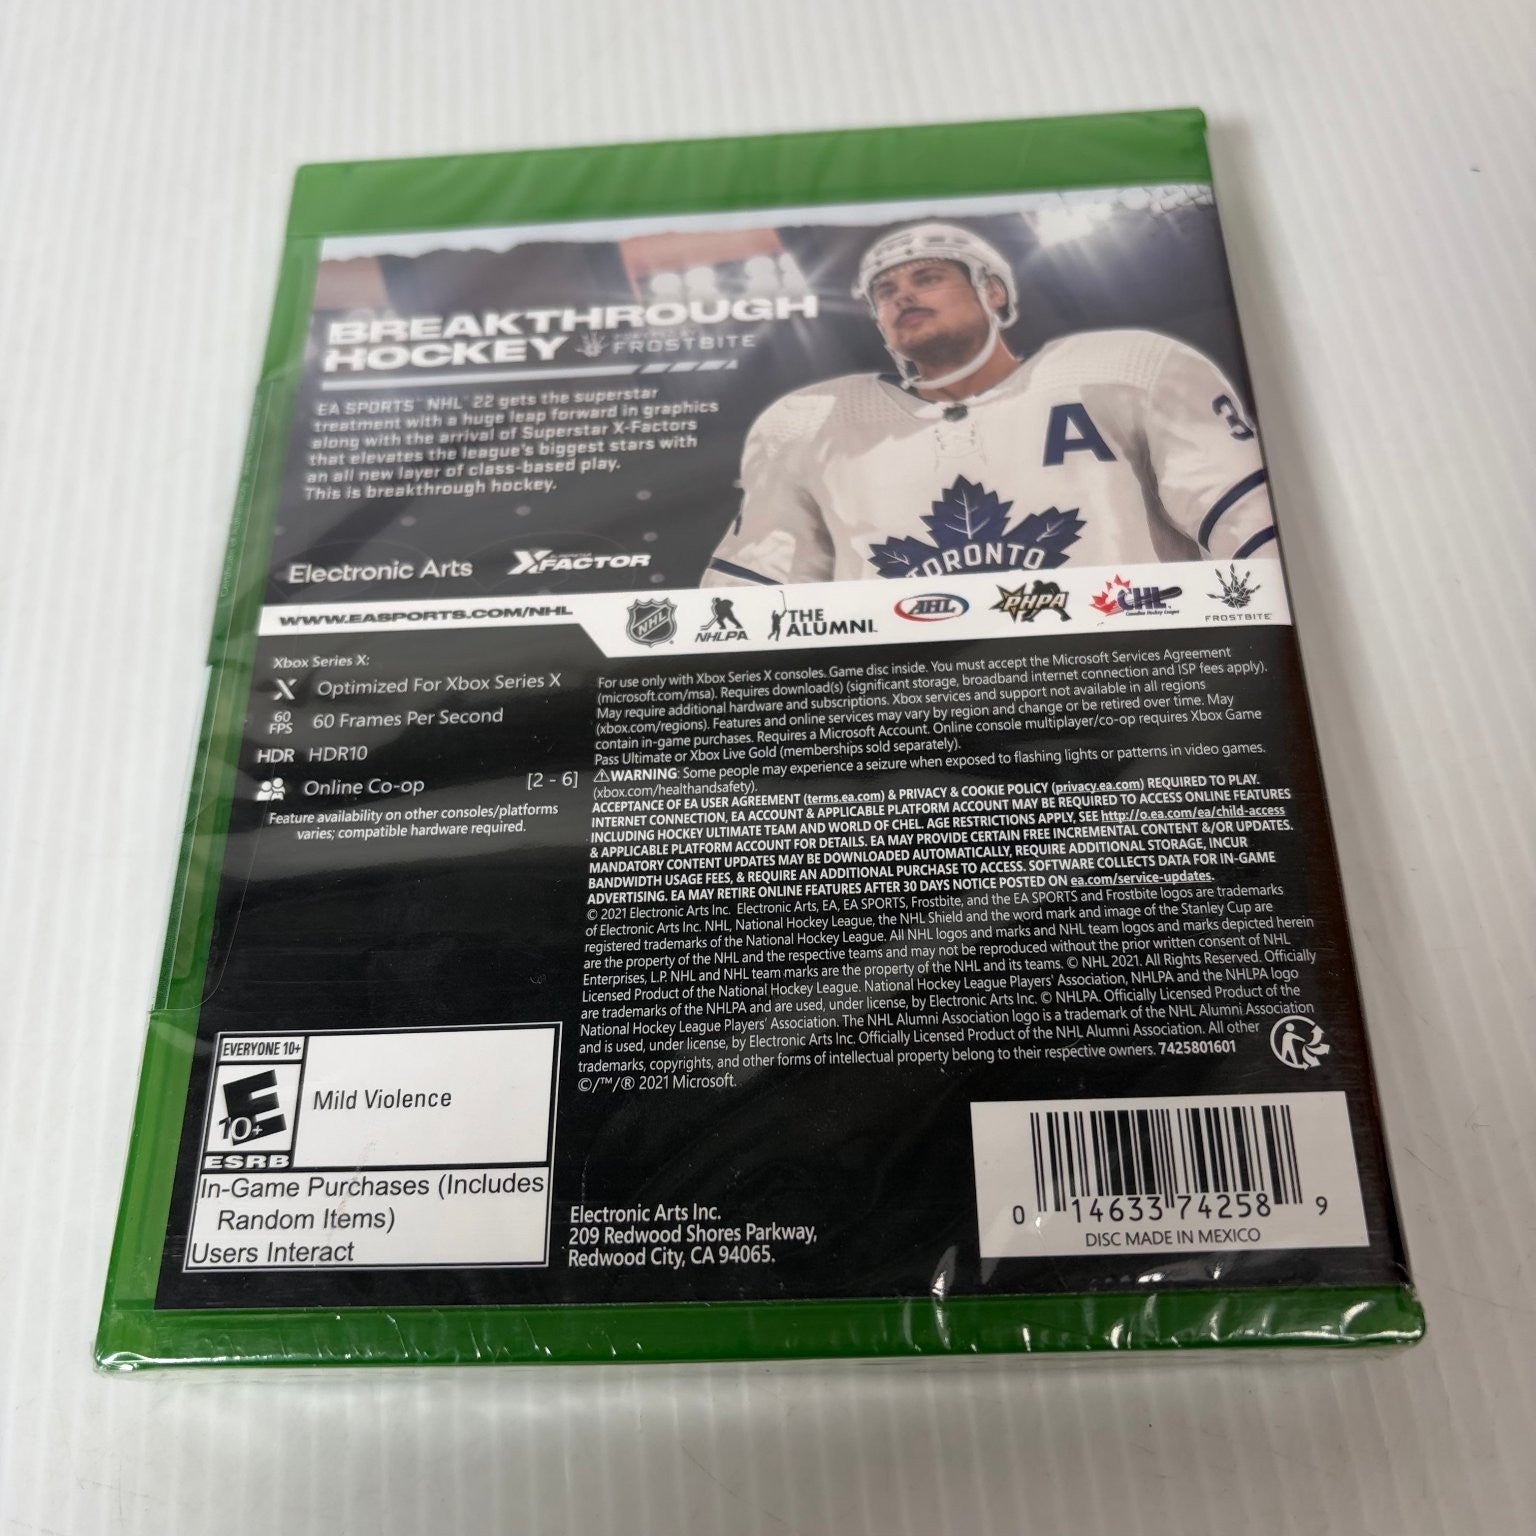 BREAKTHROUGH
HOCKEY
FROSTBITE
EA SPORTS™ NHL® 22 gets the superstar
treatment with a huge leap forward in graphics
along with the arrival of Superstar X-Factors
that elevates the league's biggest stars with
an all new layer of class-based play.
This is breakthrough hockey.
A
3
TORONTO
Electronic Arts
X FACTOR
WWW.EASPORTS.COM/NHL
NHL
NHLPA
THE
ALUMNI
AHL
PHPA
CHL
Canadian Hockey League
FROSTBITE
Xbox Series X:
X Optimized For Xbox Series X
60
FPS 60 Frames Per Second
HDR HDR10
Online Co-op [2 - 6]
Feature availability on other consoles/platforms
varies; compatible hardware required.
For use only with Xbox Series X consoles. Game disc inside. You must accept the Microsoft Services Agreement
(microsoft.com/msa). Requires download(s) (significant storage, broadband internet connection and ISP fees apply).
May require additional hardware and subscriptions. Xbox services and support not available in all regions
(xbox.com/regions). Features and online services may vary by region and change or be retired over time. May
contain in-game purchases. Requires a Microsoft Account. Online console multiplayer/co-op requires Xbox Game
Pass Ultimate or Xbox Live Gold (memberships sold separately).
⚠WARNING: Some people may experience a seizure when exposed to flashing lights or patterns in video games.
(xbox.com/healthandsafety).
ACCEPTANCE OF EA USER AGREEMENT (terms.ea.com) & PRIVACY & COOKIE POLICY (privacy.ea.com) REQUIRED TO PLAY.
INTERNET CONNECTION, EA ACCOUNT & APPLICABLE PLATFORM ACCOUNT MAY BE REQUIRED TO ACCESS ONLINE FEATURES
INCLUDING HOCKEY ULTIMATE TEAM AND WORLD OF CHEL. AGE RESTRICTIONS APPLY, SEE http://o.ea.com/ea/child-access
& APPLICABLE PLATFORM ACCOUNT FOR DETAILS. EA MAY PROVIDE CERTAIN FREE INCREMENTAL CONTENT &/OR UPDATES.
MANDATORY CONTENT UPDATES MAY BE DOWNLOADED AUTOMATICALLY, REQUIRE ADDITIONAL STORAGE, INCUR
BANDWIDTH USAGE FEES, & REQUIRE AN ADDITIONAL PURCHASE TO ACCESS. SOFTWARE COLLECTS DATA FOR IN-GAME
ADVERTISING. EA MAY RETIRE ONLINE FEATURES AFTER 30 DAYS NOTICE POSTED ON ea.com/service-updates.
© 2021 Electronic Arts Inc. Electronic Arts, EA, EA SPORTS, Frostbite, and the EA SPORTS and Frostbite logos are trademarks
of Electronic Arts Inc. NHL, National Hockey League, the NHL Shield and the word mark and image of the Stanley Cup are
registered trademarks of the National Hockey League. All NHL logos and marks and NHL team logos and marks depicted herein
are the property of the NHL and the respective teams and may not be reproduced without the prior written consent of NHL
Enterprises, L.P. NHL and NHL team marks are the property of the NHL and its teams. © NHL 2021. All Rights Reserved. Officially
Licensed Product of the National Hockey League. National Hockey League Players' Association, NHLPA and the NHLPA logo
are trademarks of the NHLPA and are used, under license, by Electronic Arts Inc. © NHLPA. Officially Licensed Product of the
National Hockey League Players' Association. The NHL Alumni Association logo is a trademark of the NHL Alumni Association
and is used, under license, by Electronic Arts Inc. Officially Licensed Product of the NHL Alumni Association. All other
trademarks, copyrights, and other forms of intellectual property belong to their respective owners. 7425801601
©/™/® 2021 Microsoft.
EVERYONE 10+
E
10+
ESRB
Mild Violence
In-Game Purchases (Includes
Random Items)
Users Interact
Electronic Arts Inc.
209 Redwood Shores Parkway,
Redwood City, CA 94065.
0 14633 74258 9
DISC MADE IN MEXICO